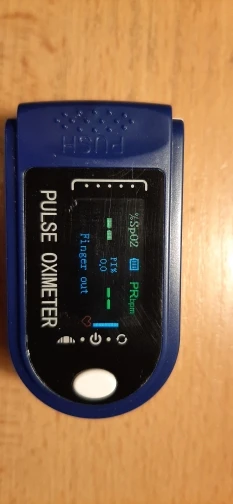 PUSH
%SpO2
PRbpm
-- --
PI%
0,0
Finger out
PULSE OXIMETER